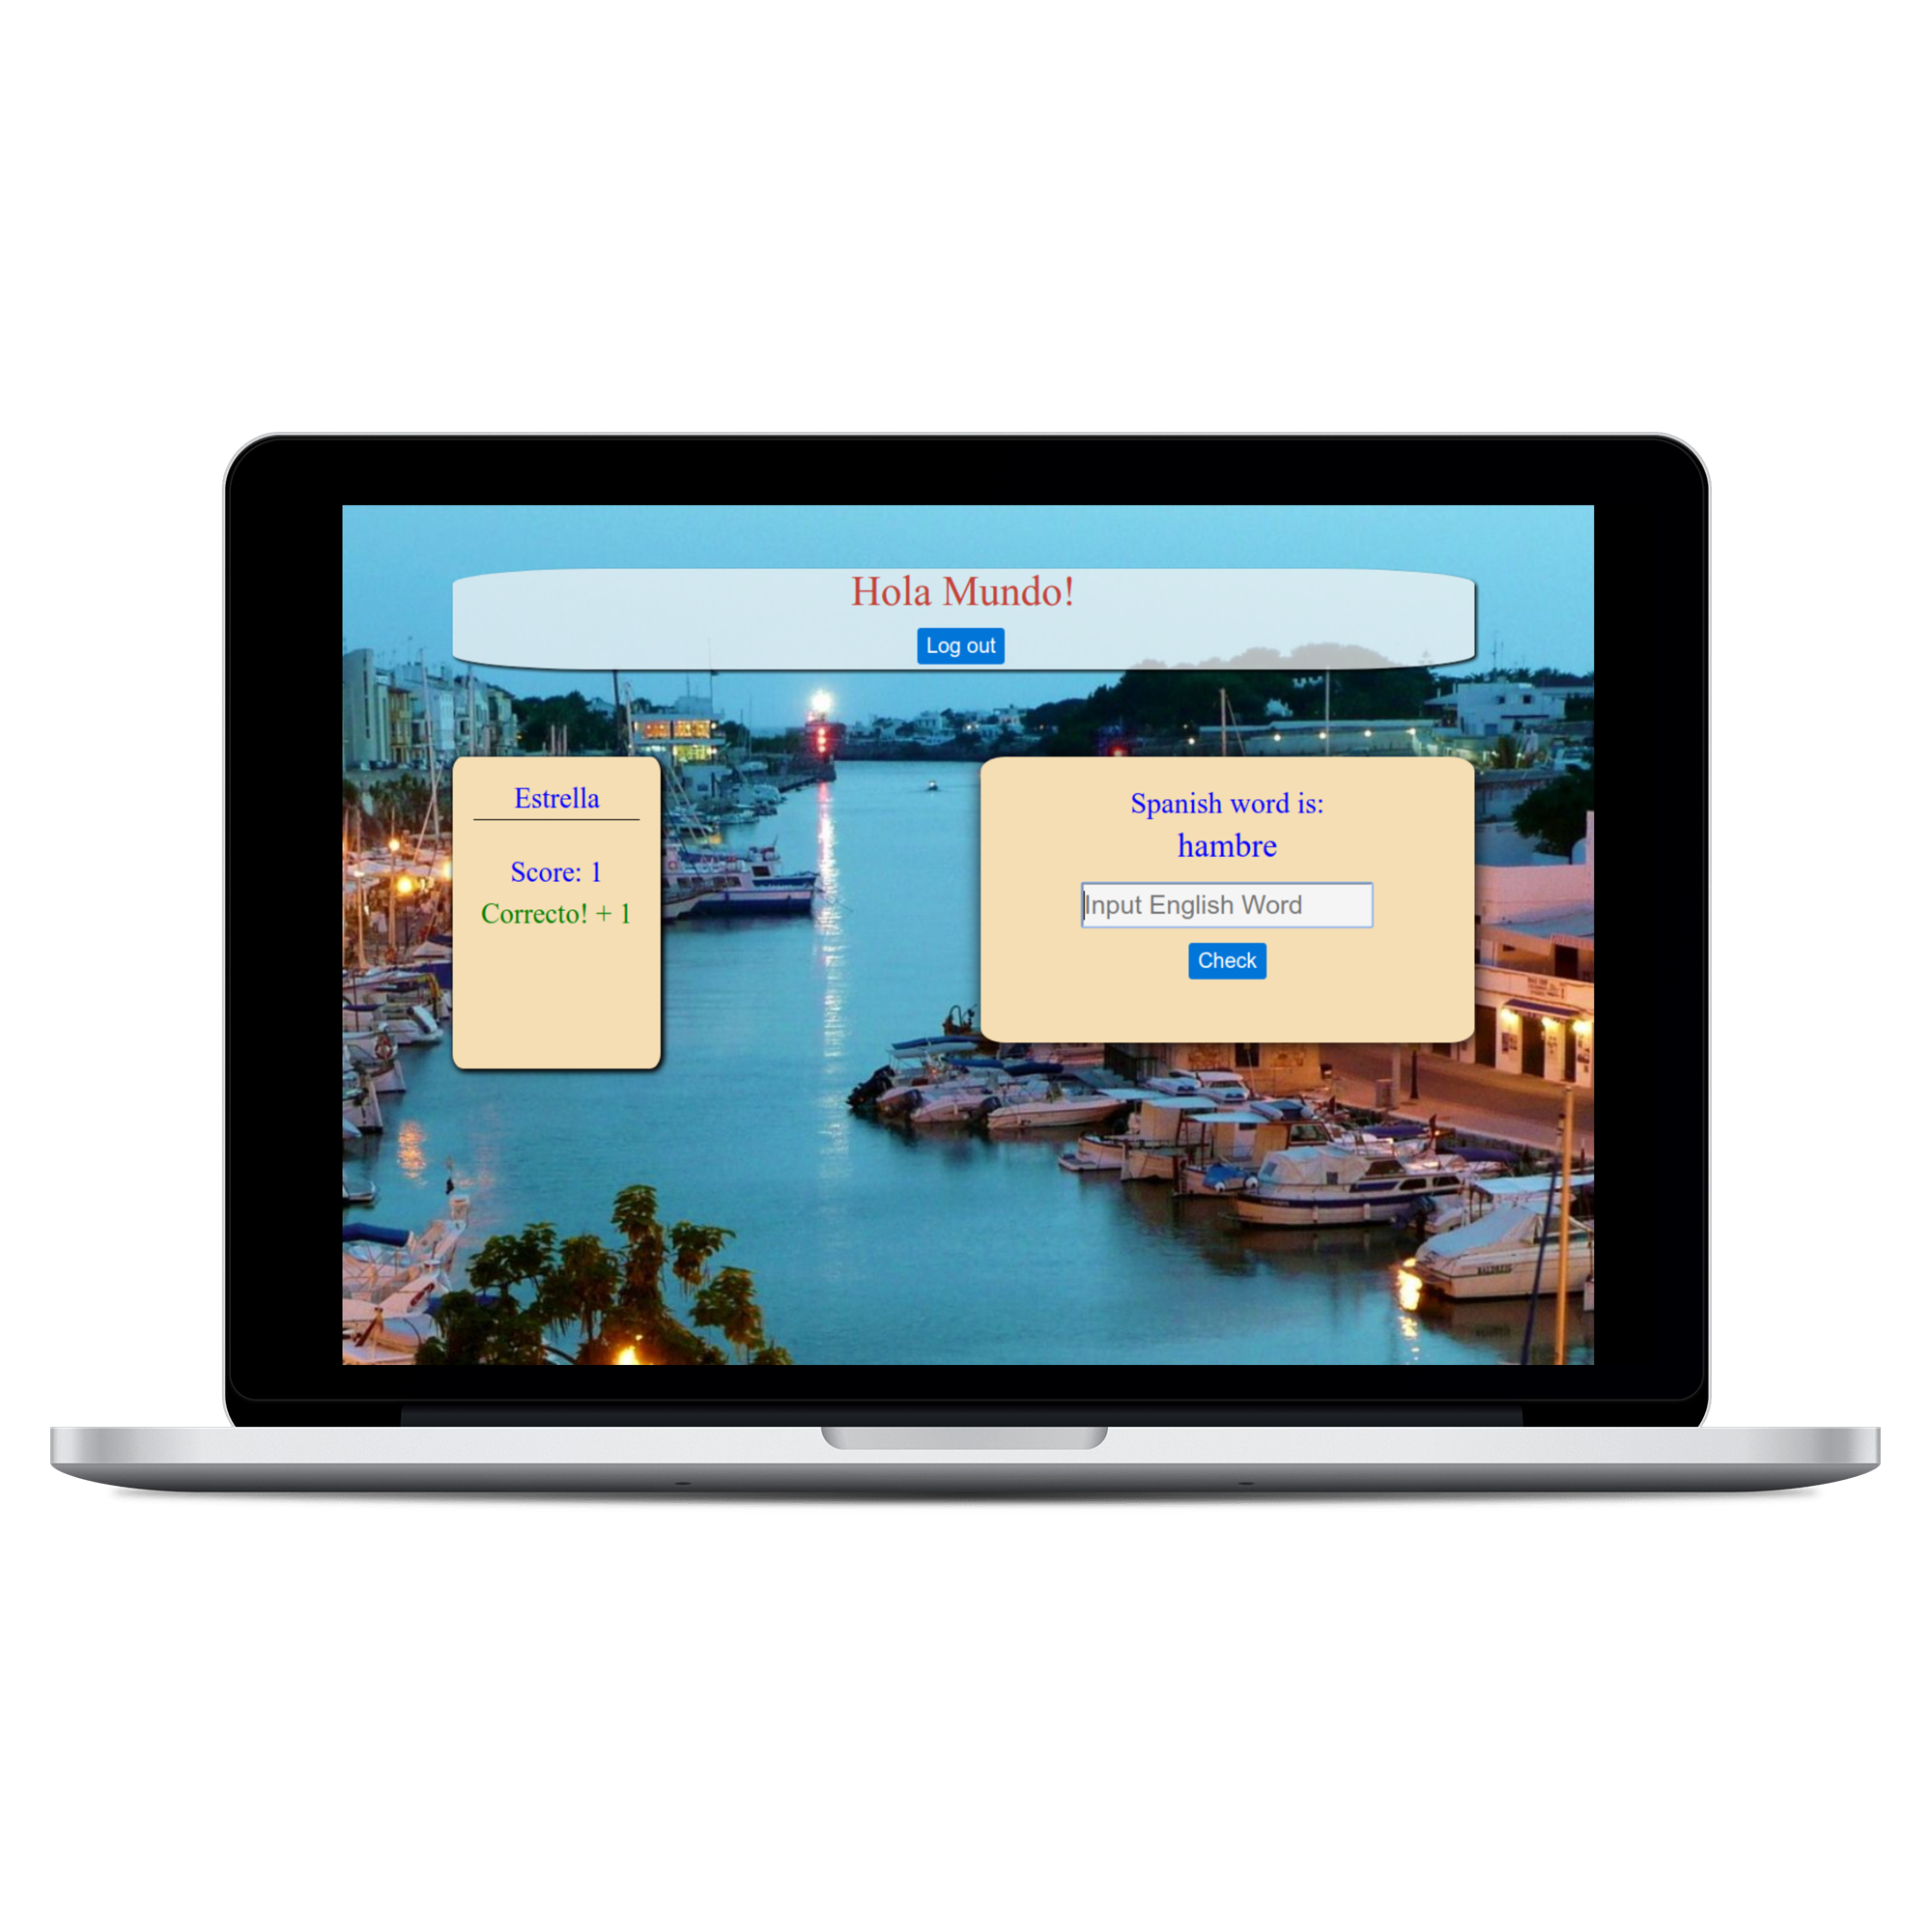 Hola Mundo!
Log out
Estrella
Score: 1
Correcto! + 1
Spanish word is:
hambre
Input English Word
Check